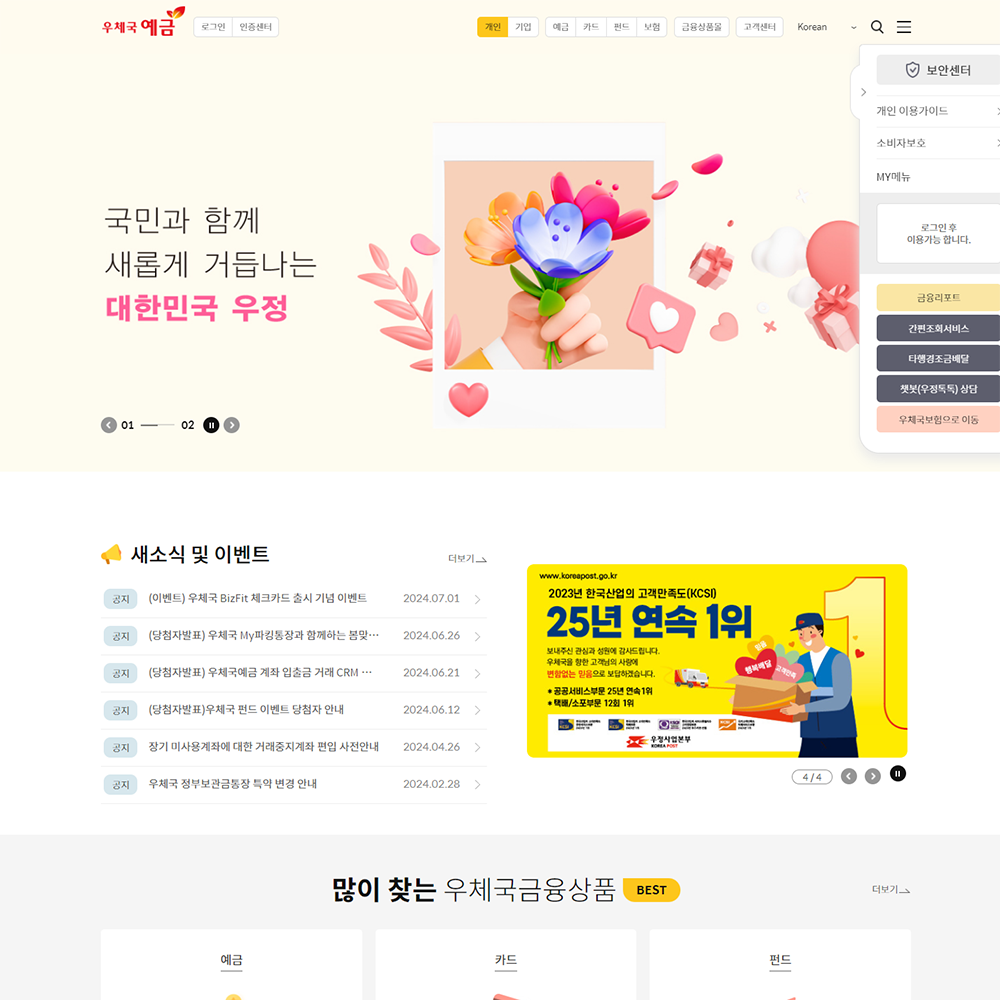 우체국 예금
로그인 인증센터
개인 기업 예금 카드 펀드 보험 금융상품몰 고객센터 Korean
보안센터
개인 이용가이드
소비자보호
MY메뉴
로그인 후
이용가능 합니다.
금융리포트
간편조회서비스
타행경조금배달
챗봇(우정톡톡) 상담
우체국보험으로 이동
국민과 함께
새롭게 거듭나는
대한민국 우정
01 02
새소식 및 이벤트
더보기
공지 (이벤트) 우체국 BizFit 체크카드 출시 기념 이벤트 2024.07.01
공지 (당첨자발표) 우체국 My파킹통장과 함께하는 봄맞… 2024.06.26
공지 (당첨자발표) 우체국예금 계좌 입출금 거래 CRM … 2024.06.21
공지 (당첨자발표)우체국 펀드 이벤트 당첨자 안내 2024.06.12
공지 장기 미사용계좌에 대한 거래중지계좌 편입 사전안내 2024.04.26
공지 우체국 정부보관금통장 특약 변경 안내 2024.02.28
www.koreapost.go.kr
2023년 한국산업의 고객만족도(KCSI)
25년 연속 1위
보내주신 관심과 성원에 감사드립니다.
우체국을 향한 고객님의 사랑에
변함없는 믿음으로 보답하겠습니다.
* 공공서비스부문 25년 연속 1위
* 택배/소포부문 12회 1위
믿음
행복배달
고객만족
우정사업본부
KOREA POST
4 / 4
많이 찾는 우체국금융상품 BEST
더보기
예금
카드
펀드